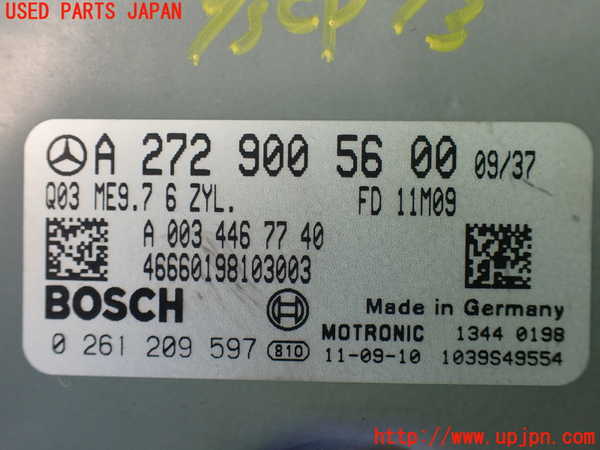 USED PARTS JAPAN
A 272 900 56 00 09/37
Q03 ME9.7 6 ZYL. FD 11M09
A 003 446 77 40
46660198103003
BOSCH Made in Germany
MOTRONIC 1344 0198
0 261 209 597 810 11-09-10 1039S49554
http://www.upjpn.com/